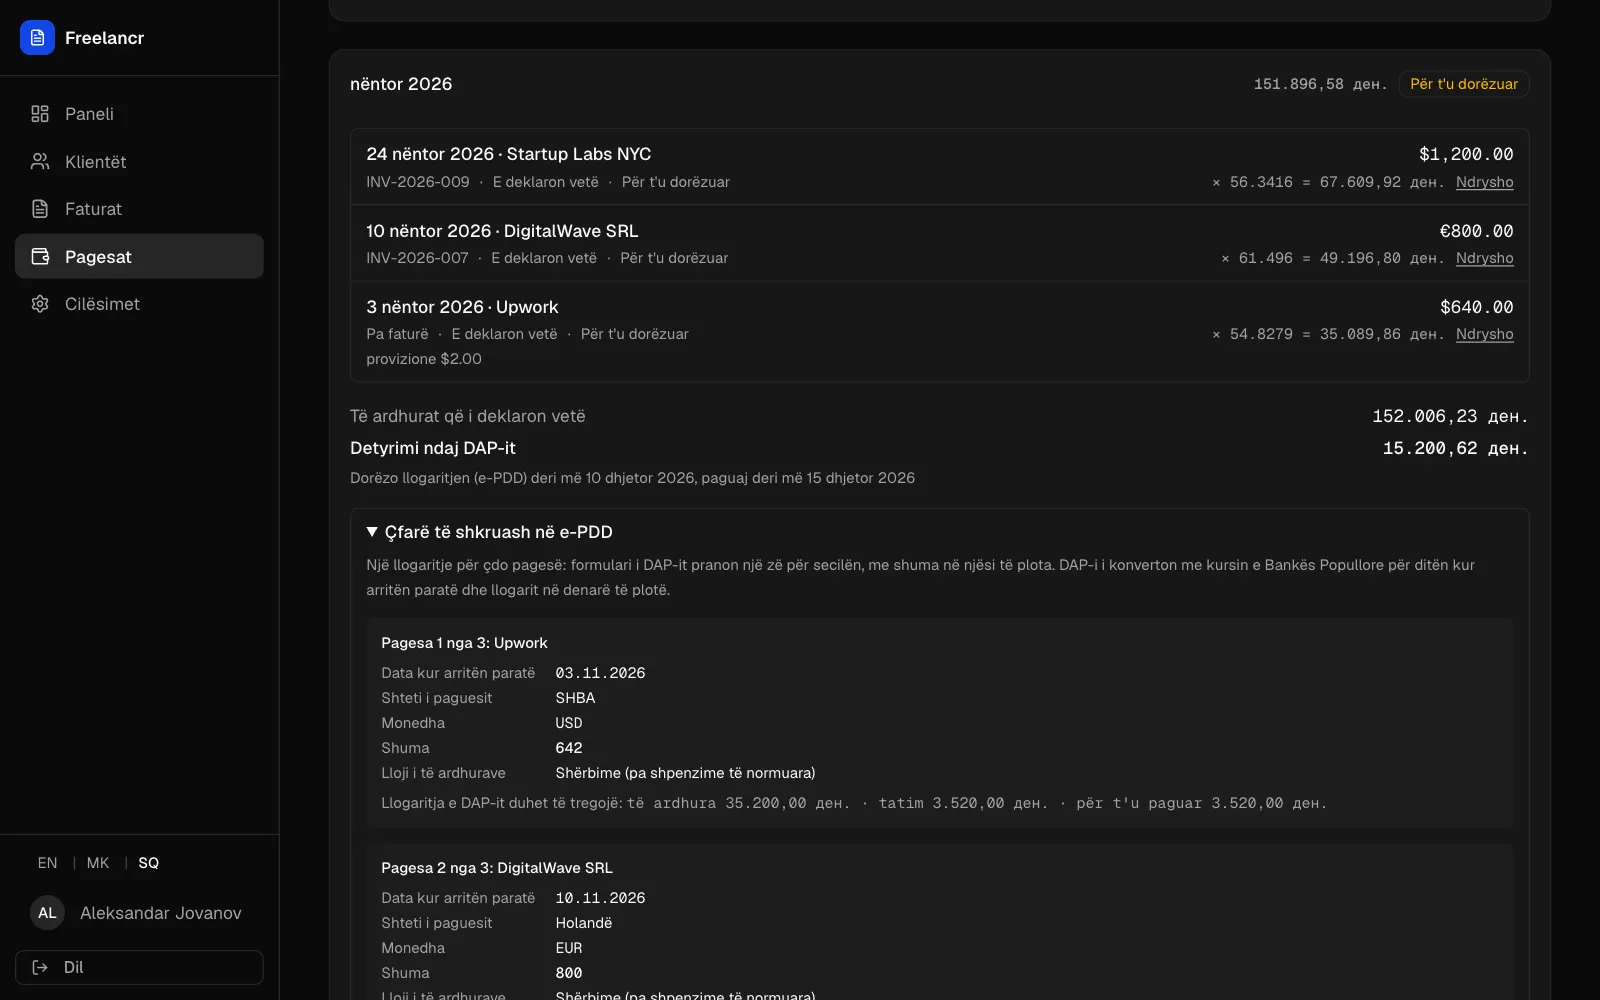 Freelancr
Paneli
Klientët
Faturat
Pagesat
Cilësimet
EN | MK | SQ
AL Aleksandar Jovanov
Dil
nëntor 2026 151.896,58 ден. Për t'u dorëzuar
24 nëntor 2026 · Startup Labs NYC $1,200.00
INV-2026-009 · E deklaron vetë · Për t'u dorëzuar × 56.3416 = 67.609,92 ден. Ndrysho
10 nëntor 2026 · DigitalWave SRL €800.00
INV-2026-007 · E deklaron vetë · Për t'u dorëzuar × 61.496 = 49.196,80 ден. Ndrysho
3 nëntor 2026 · Upwork $640.00
Pa faturë · E deklaron vetë · Për t'u dorëzuar × 54.8279 = 35.089,86 ден. Ndrysho
provizione $2.00
Të ardhurat që i deklaron vetë 152.006,23 ден.
Detyrimi ndaj DAP-it 15.200,62 ден.
Dorëzo llogaritjen (e-PDD) deri më 10 dhjetor 2026, paguaj deri më 15 dhjetor 2026
▼ Çfarë të shkruash në e-PDD
Një llogaritje për çdo pagesë: formulari i DAP-it pranon një zë për secilën, me shuma në njësi të plota. DAP-i i konverton me kursin e Bankës Popullore për ditën kur
arritën paratë dhe llogarit në denarë të plotë.
Pagesa 1 nga 3: Upwork
Data kur arritën paratë 03.11.2026
Shteti i paguesit SHBA
Monedha USD
Shuma 642
Lloji i të ardhurave Shërbime (pa shpenzime të normuara)
Llogaritja e DAP-it duhet të tregojë: të ardhura 35.200,00 ден. · tatim 3.520,00 ден. · për t'u paguar 3.520,00 ден.
Pagesa 2 nga 3: DigitalWave SRL
Data kur arritën paratë 10.11.2026
Shteti i paguesit Holandë
Monedha EUR
Shuma 800
Lloji i të ardhurave Shërbime (pa shpenzime të normuara)